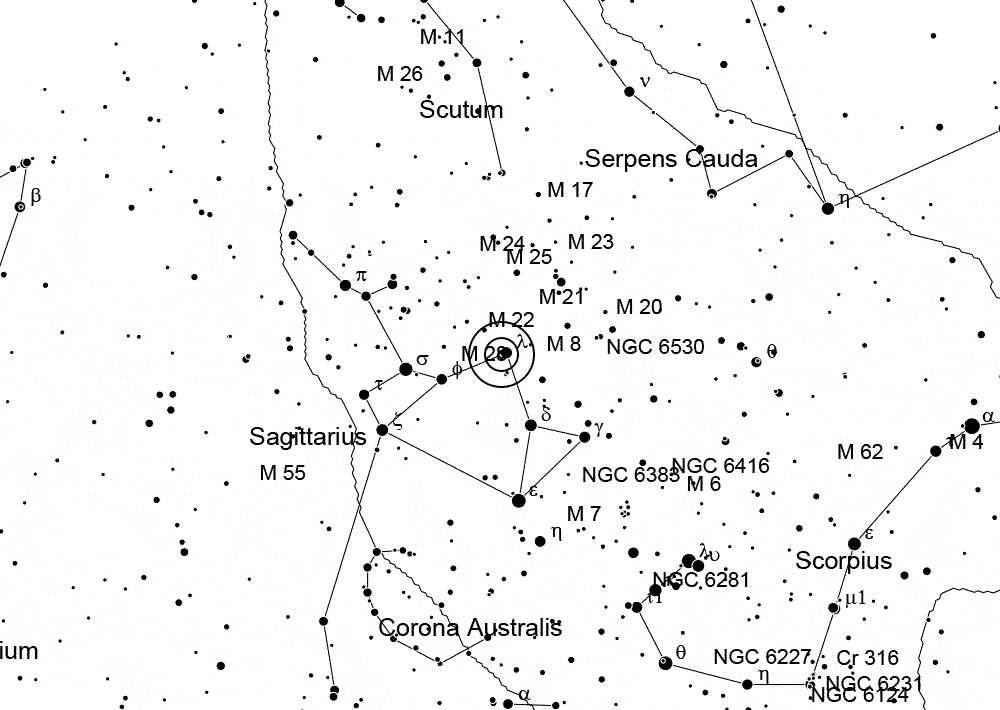 M 11
M 26
ν
Scutum
Serpens Cauda
β
M 17
η
M 24
M 23
M 25
π
M 21
M 20
M 22
λ
M 8
NGC 6530
M 28
θ
σ
φ
τ
δ
α
ζ
γ
Sagittarius
M 4
M 62
M 55
NGC 6383
NGC 6416
ε
M 6
M 7
η
ε
λ
υ
Scorpius
NGC 6281
ι1
μ1
Corona Australis
ium
θ
NGC 6227
Cr 316
η
NGC 6231
α
NGC 6124